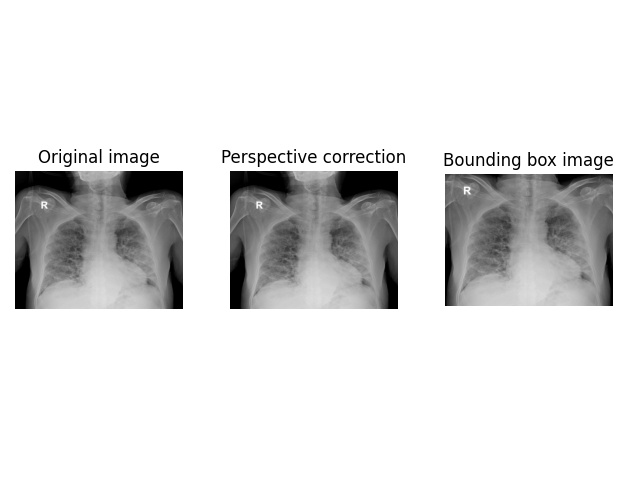 Original image
Perspective correction
Bounding box image
R
R
R